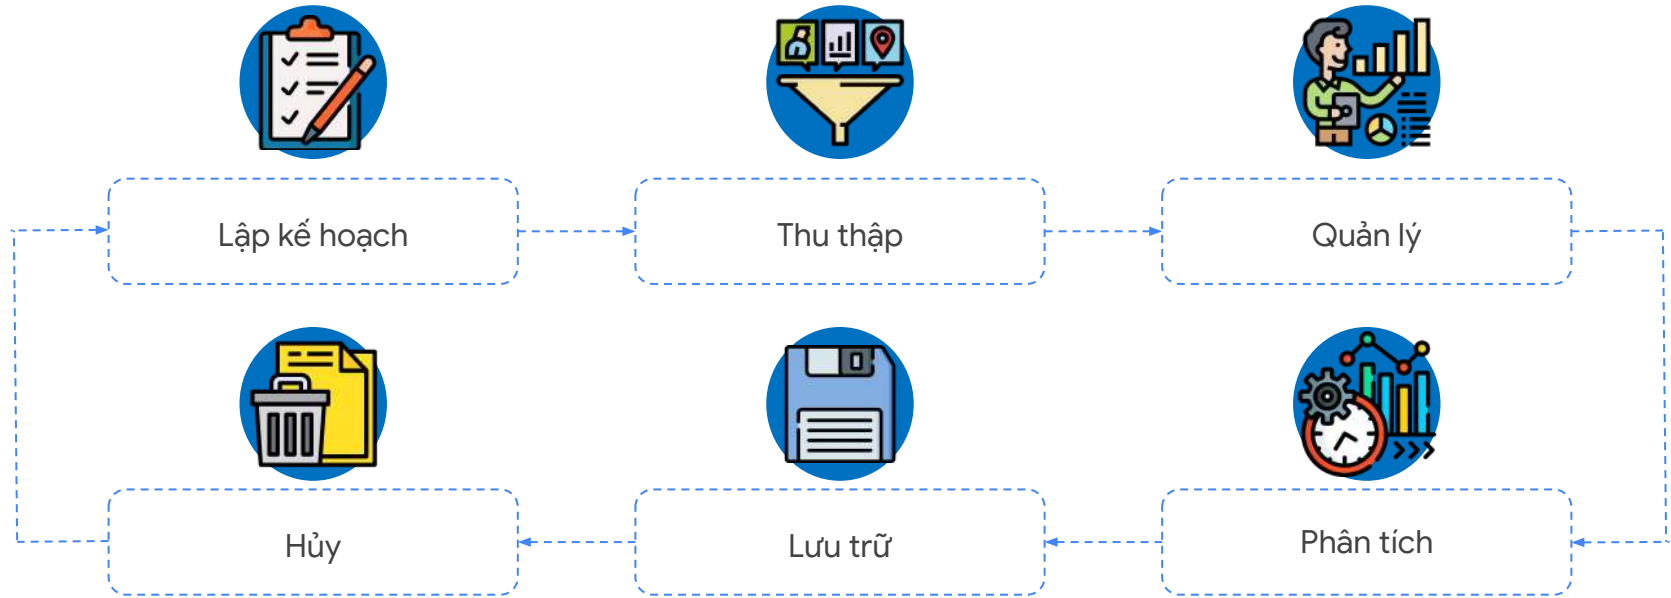 Lập kế hoạch
Thu thập
Quản lý
Hủy
Lưu trữ
Phân tích